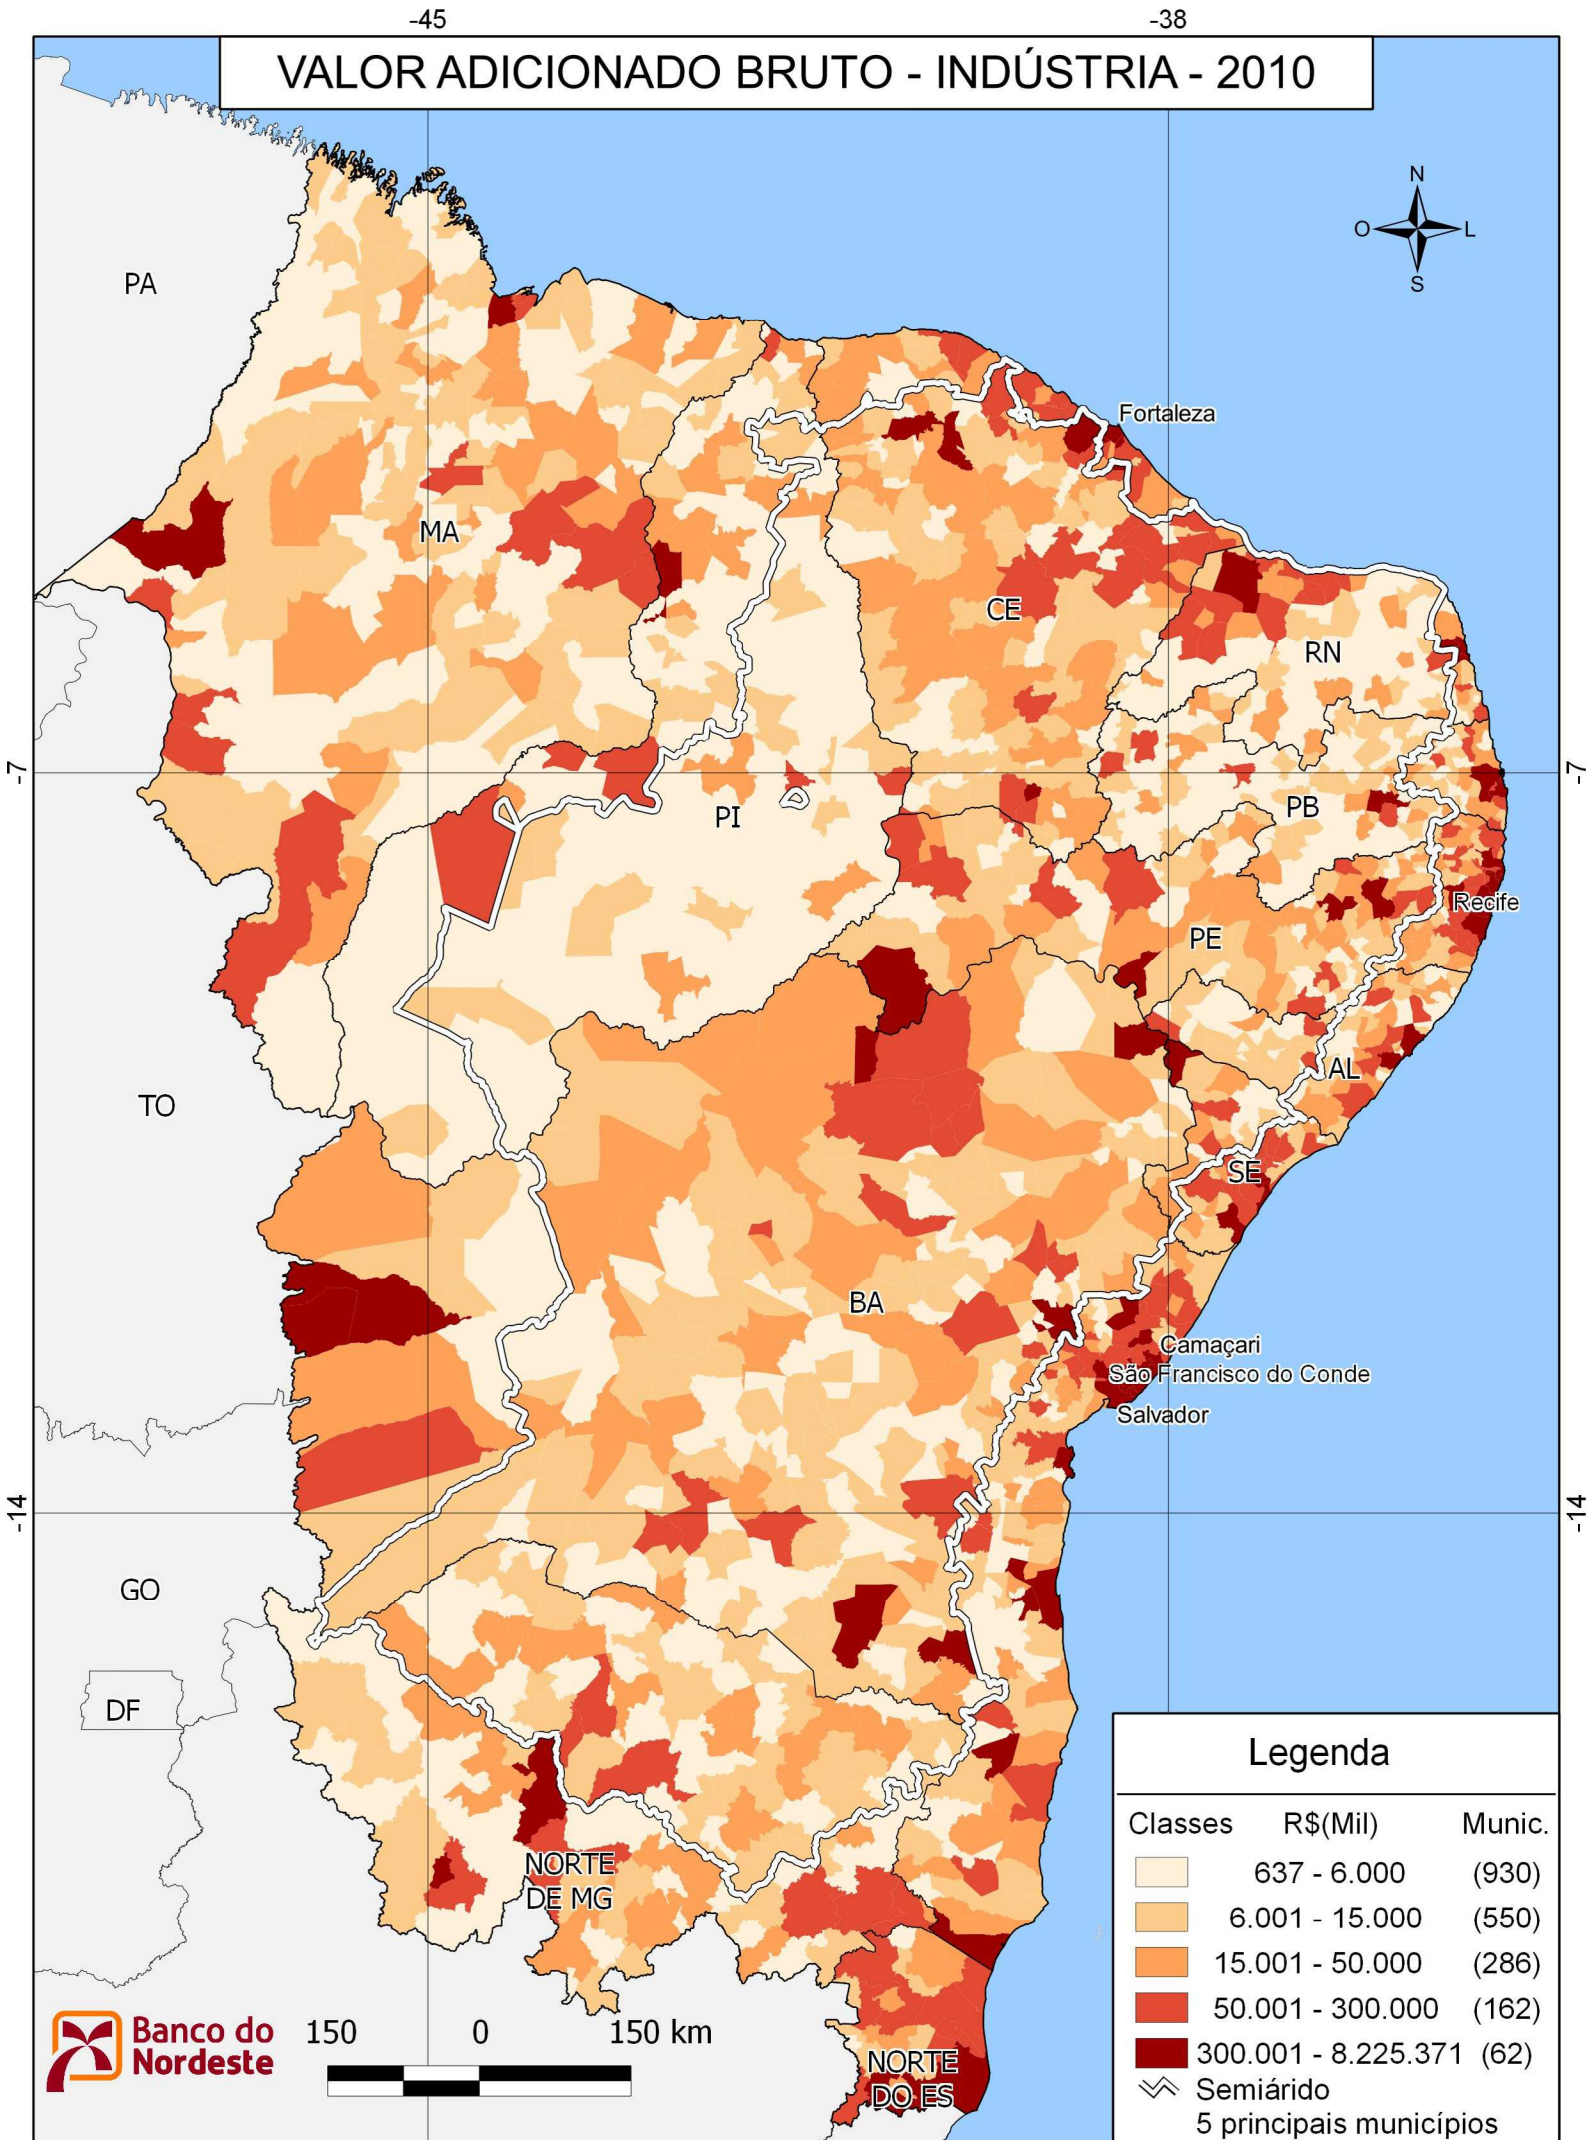 -45
-38
VALOR ADICIONADO BRUTO - INDÚSTRIA - 2010
N
O
L
S
PA
Fortaleza
MA
CE
RN
-7
-7
PI
PB
Recife
PE
AL
TO
SE
BA
Camaçari
São Francisco do Conde
Salvador
-14
-14
GO
DF
Legenda
Classes R$(Mil) Munic.
637 - 6.000 (930)
6.001 - 15.000 (550)
15.001 - 50.000 (286)
50.001 - 300.000 (162)
300.001 - 8.225.371 (62)
Semiárido
5 principais municípios
NORTE
DE MG
Banco do
Nordeste
150 0 150 km
NORTE
DO ES